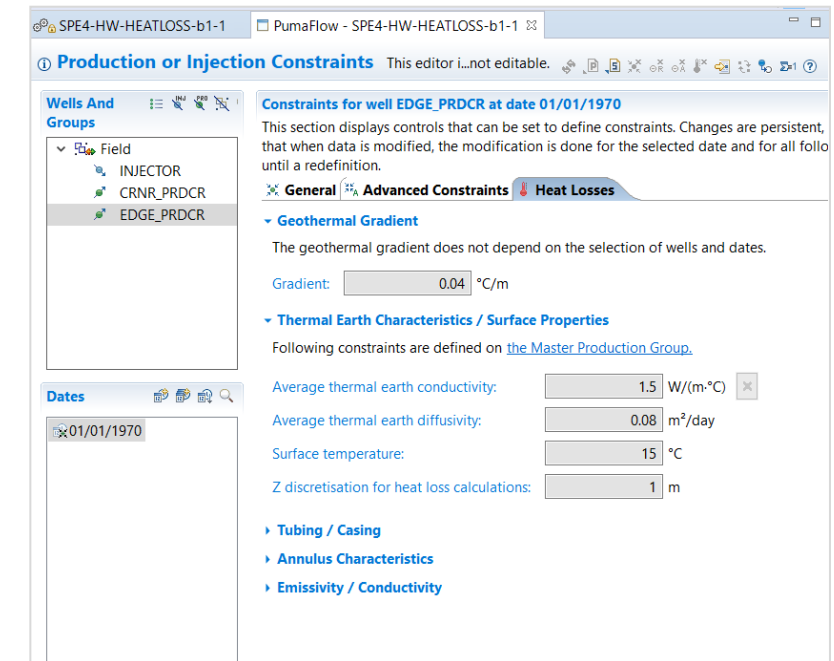 SPE4-HW-HEATLOSS-b1-1
PumaFlow - SPE4-HW-HEATLOSS-b1-1
Production or Injection Constraints This editor i...not editable.
Wells And
Groups
Field
INJECTOR
CRNR_PRDCR
EDGE_PRDCR
Dates
01/01/1970
Constraints for well EDGE_PRDCR at date 01/01/1970
This section displays controls that can be set to define constraints. Changes are persistent,
that when data is modified, the modification is done for the selected date and for all follo
until a redefinition.
General Advanced Constraints Heat Losses
Geothermal Gradient
The geothermal gradient does not depend on the selection of wells and dates.
Gradient: 0.04 °C/m
Thermal Earth Characteristics / Surface Properties
Following constraints are defined on the Master Production Group.
Average thermal earth conductivity: 1.5 W/(m·°C)
Average thermal earth diffusivity: 0.08 m²/day
Surface temperature: 15 °C
Z discretisation for heat loss calculations: 1 m
Tubing / Casing
Annulus Characteristics
Emissivity / Conductivity